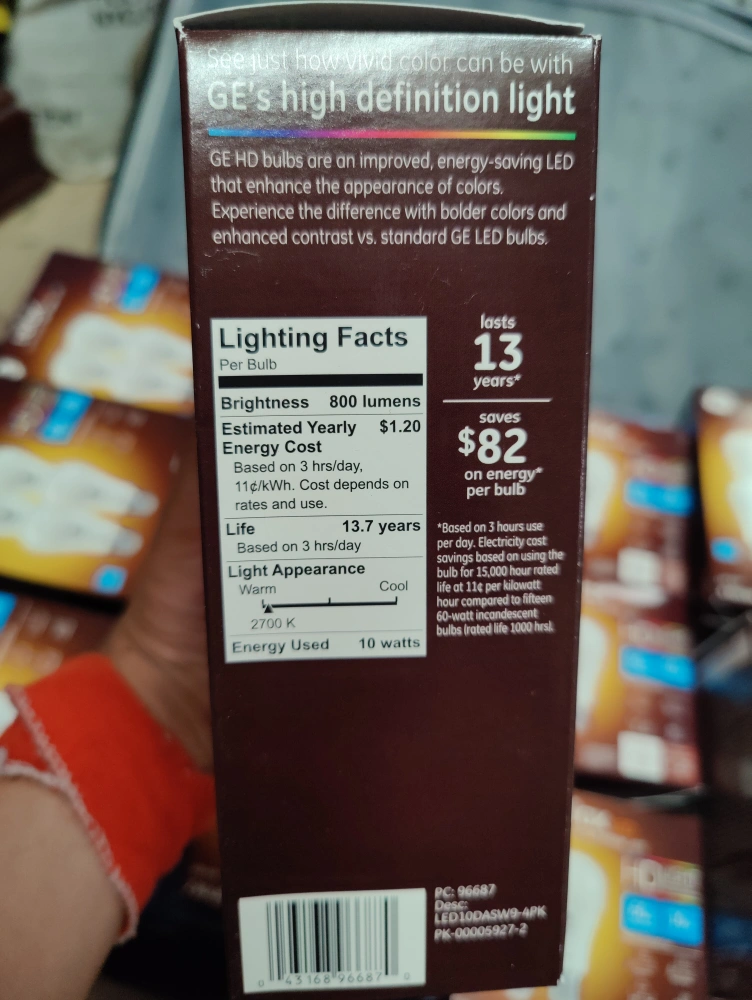 See just how vivid color can be with
GE's high definition light
GE HD bulbs are an improved, energy-saving LED
that enhance the appearance of colors.
Experience the difference with bolder colors and
enhanced contrast vs. standard GE LED bulbs.
Lighting Facts
Per Bulb
Brightness 800 lumens
Estimated Yearly $1.20
Energy Cost
Based on 3 hrs/day,
11¢/kWh. Cost depends on
rates and use.
Life 13.7 years
Based on 3 hrs/day
Light Appearance
Warm Cool
2700 K
Energy Used 10 watts
lasts
13
years*
saves
$82
on energy*
per bulb
*Based on 3 hours use
per day. Electricity cost
savings based on using the
bulb for 15,000 hour rated
life at 11¢ per kilowatt
hour compared to fifteen
60-watt incandescent
bulbs (rated life 1000 hrs).
PC: 96687
Desc:
LED10DASW9-4PK
PK-00005927-2
0 43168 96687 0
HD